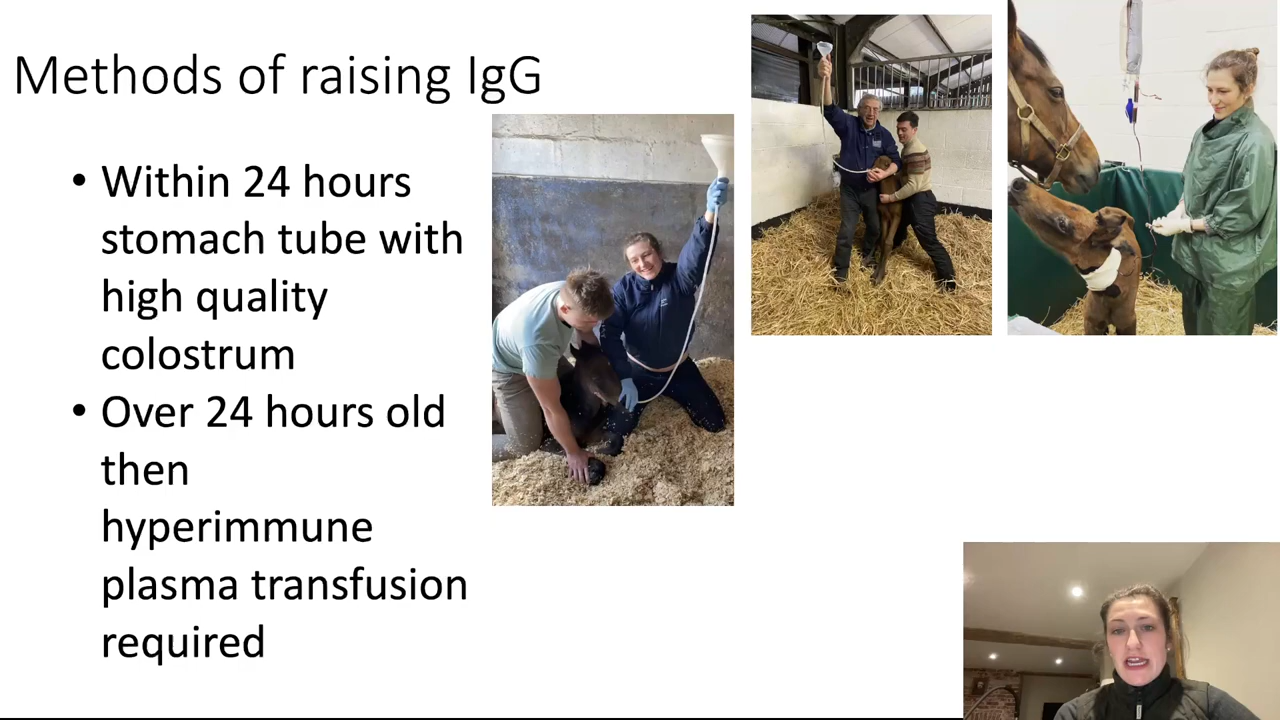 Methods of raising IgG
• Within 24 hours
stomach tube with
high quality
colostrum
• Over 24 hours old
then
hyperimmune
plasma transfusion
required